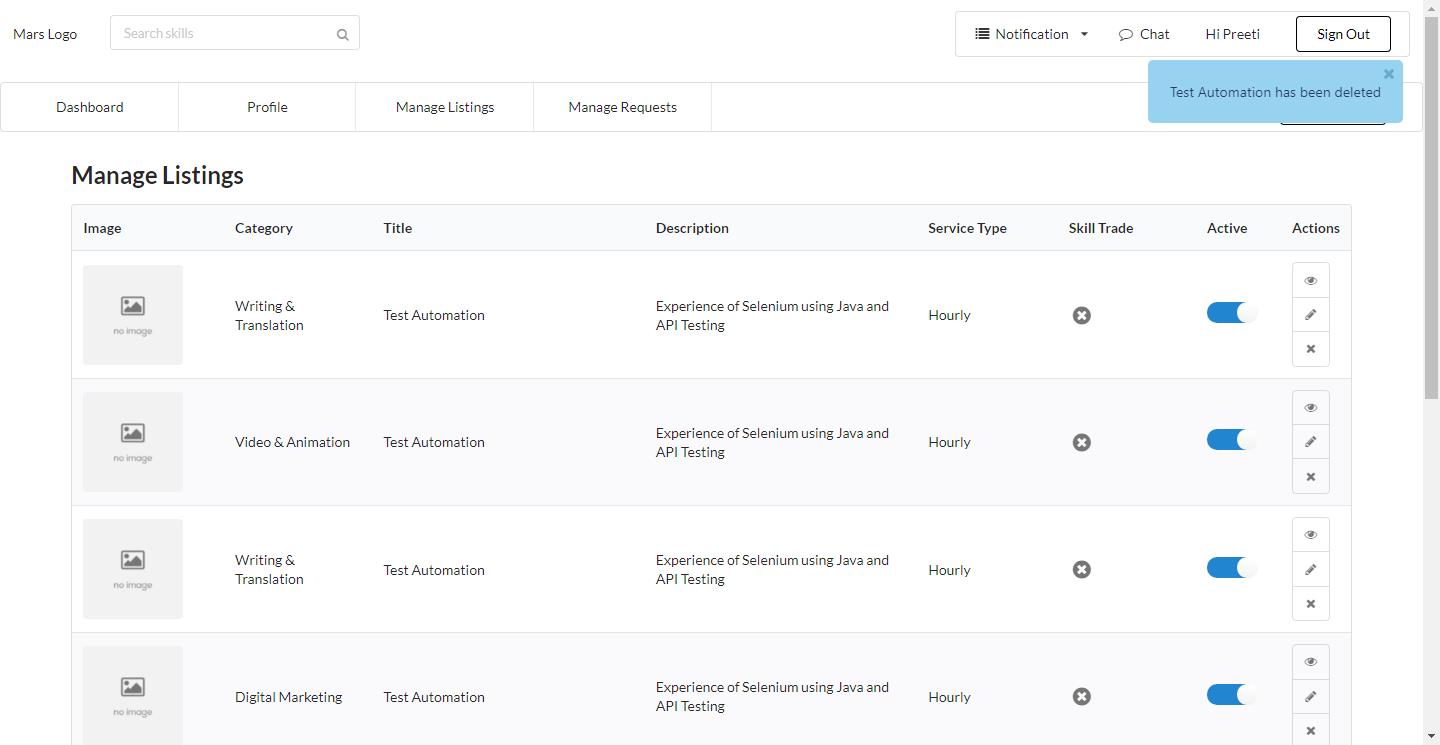 Mars Logo
Search skills
Notification
Chat
Hi Preeti
Sign Out
Test Automation has been deleted
Dashboard
Profile
Manage Listings
Manage Requests
Manage Listings
Image
Category
Title
Description
Service Type
Skill Trade
Active
Actions
no image
Writing &
Translation
Test Automation
Experience of Selenium using Java and
API Testing
Hourly
no image
Video & Animation
Test Automation
Experience of Selenium using Java and
API Testing
Hourly
no image
Writing &
Translation
Test Automation
Experience of Selenium using Java and
API Testing
Hourly
no image
Digital Marketing
Test Automation
Experience of Selenium using Java and
API Testing
Hourly